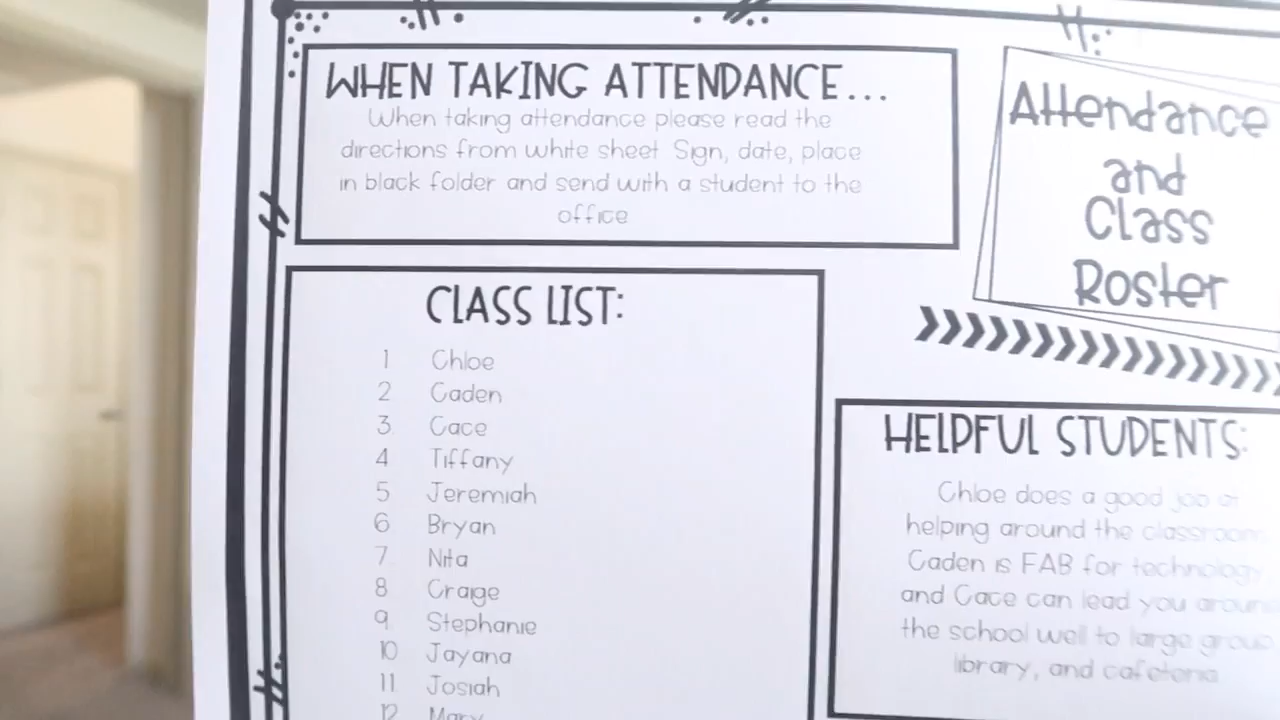 WHEN TAKING ATTENDANCE...
When taking attendance please read the
directions from white sheet Sign, date, place
in black folder and send with a student to the
office
Attendance
and
Class
Roster
CLASS LIST:
1 Chloe
2 Caden
3 Cace
4 Tiffany
5 Jeremiah
6 Bryan
7 Nita
8 Craige
9 Stephanie
10 Jayana
11 Josiah
12 Mary
HELPFUL STUDENTS:
Chloe does a good job of
helping around the classroom
Caden is FAB for technology,
and Cace can lead you around
the school well to large group
library, and cafeteria